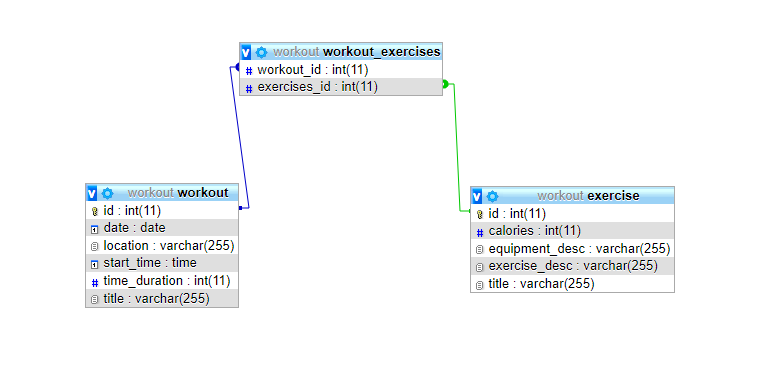 workout workout_exercises
workout_id : int(11)
exercises_id : int(11)
workout workout
id : int(11)
date : date
location : varchar(255)
start_time : time
time_duration : int(11)
title : varchar(255)
workout exercise
id : int(11)
calories : int(11)
equipment_desc : varchar(255)
exercise_desc : varchar(255)
title : varchar(255)